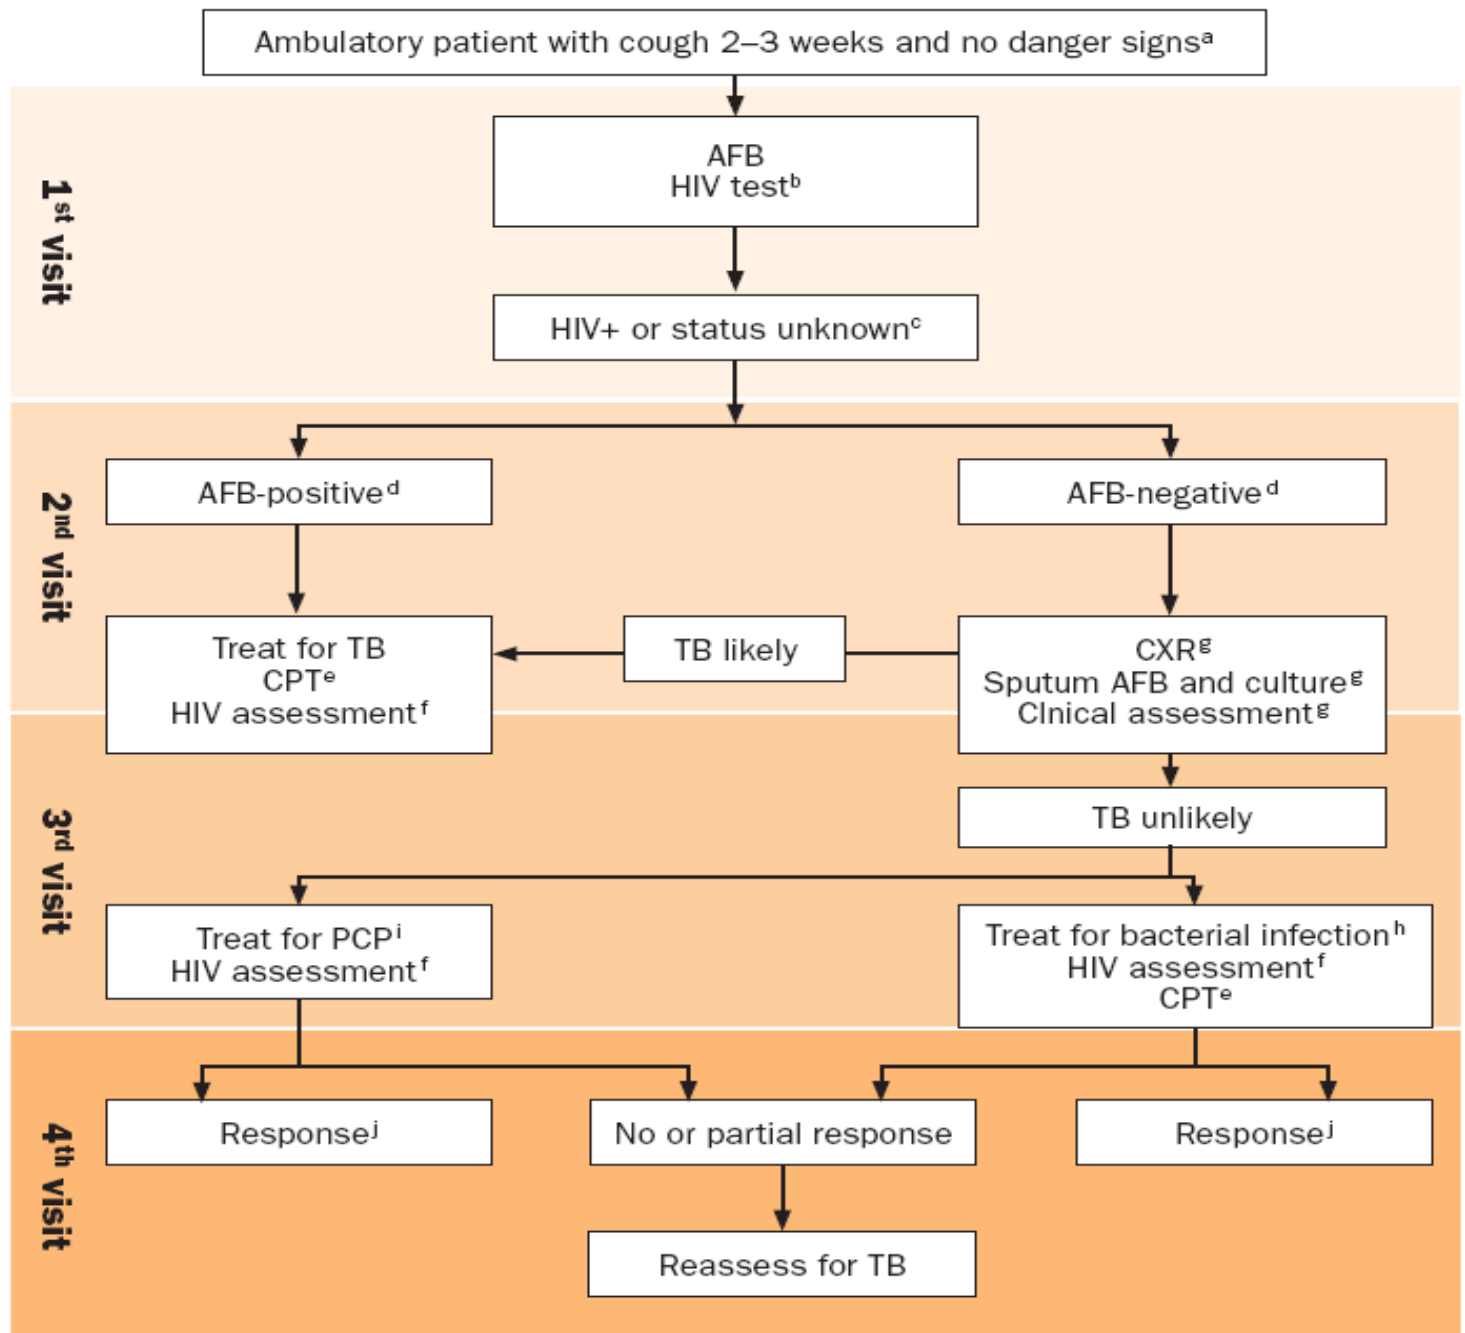 Ambulatory patient with cough 2–3 weeks and no danger signsᵃ
1ˢᵗ visit
AFB
HIV testᵇ
HIV+ or status unknownᶜ
2ⁿᵈ visit
AFB-positiveᵈ
AFB-negativeᵈ
Treat for TB
CPTᵉ
HIV assessmentᶠ
TB likely
CXRᵍ
Sputum AFB and cultureᵍ
Clnical assessmentᵍ
3ʳᵈ visit
TB unlikely
Treat for PCPⁱ
HIV assessmentᶠ
Treat for bacterial infectionʰ
HIV assessmentᶠ
CPTᵉ
4ᵗʰ visit
Responseʲ
No or partial response
Responseʲ
Reassess for TB